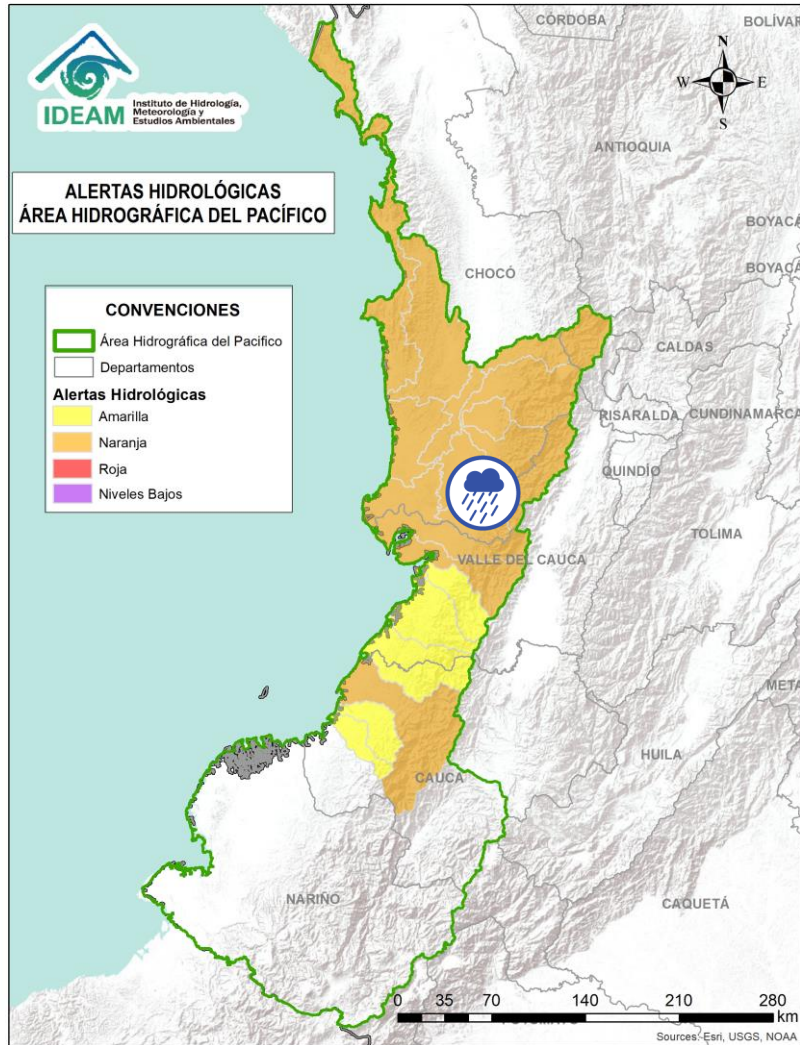 IDEAM
Instituto de Hidrología,
Meteorología y
Estudios Ambientales
ALERTAS HIDROLÓGICAS
ÁREA HIDROGRÁFICA DEL PACÍFICO
CONVENCIONES
Área Hidrográfica del Pacifico
Departamentos
Alertas Hidrológicas
Amarilla
Naranja
Roja
Niveles Bajos
N
W
E
S
CÓRDOBA
BOLÍVAR
ANTIOQUIA
BOYACÁ
BOYACÁ
CHOCÓ
CALDAS
RISARALDA
CUNDINAMARCA
QUINDÍO
TOLIMA
VALLE DEL CAUCA
META
HUILA
CAUCA
NARIÑO
CAQUETÁ
0 35 70 140 210 280
km
Sources: Esri, USGS, NOAA